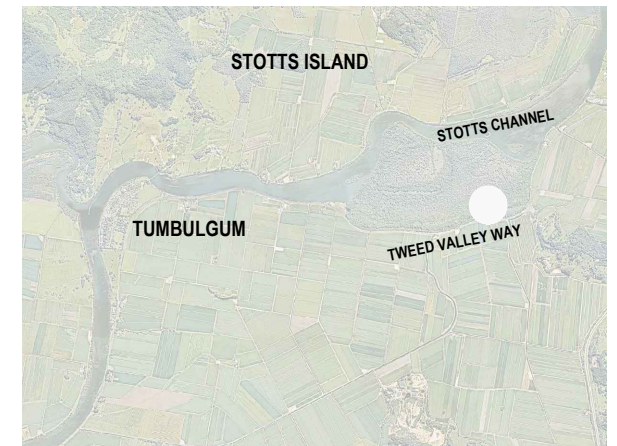 STOTTS ISLAND
STOTTS CHANNEL
TUMBULGUM
TWEED VALLEY WAY